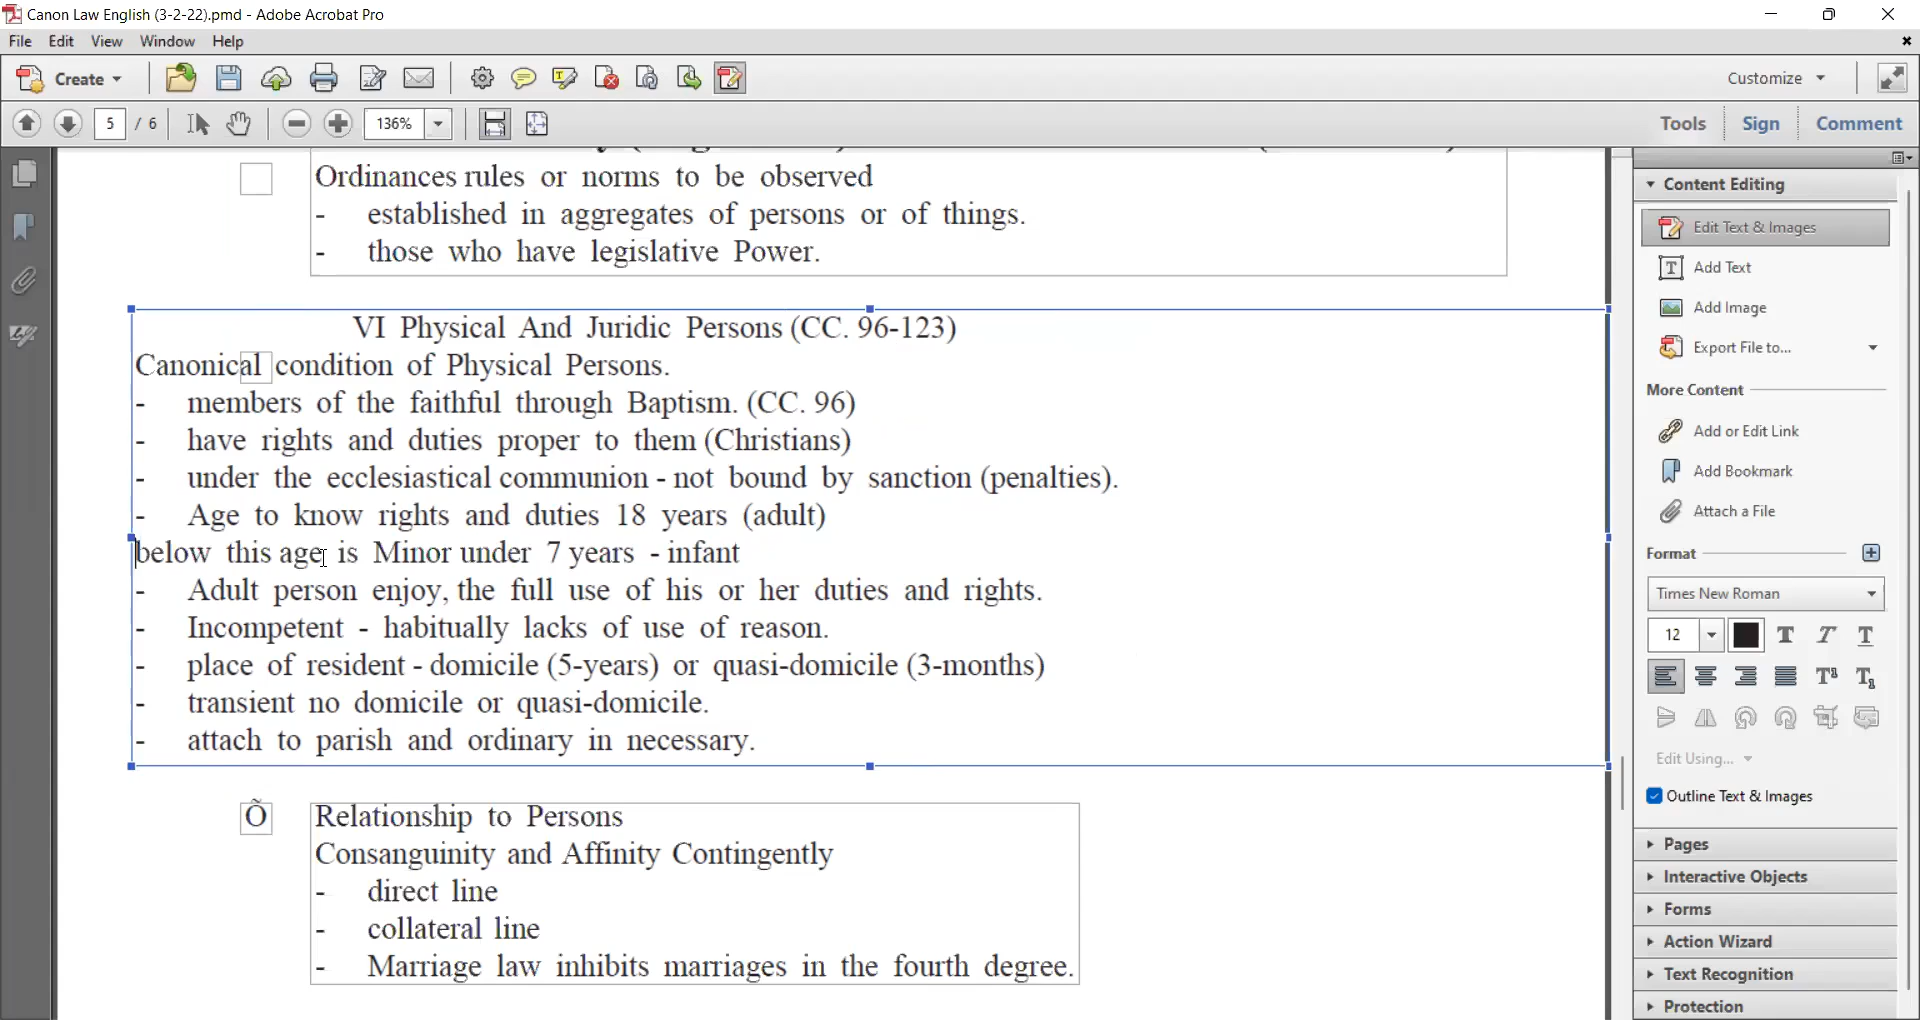 Canon Law English (3-2-22).pmd - Adobe Acrobat Pro
File Edit View Window Help
Create
Customize
5 / 6
136%
Tools Sign Comment
Ordinances rules or norms to be observed
- established in aggregates of persons or of things.
- those who have legislative Power.
VI Physical And Juridic Persons (CC. 96-123)
Canonical condition of Physical Persons.
- members of the faithful through Baptism. (CC. 96)
- have rights and duties proper to them (Christians)
- under the ecclesiastical communion - not bound by sanction (penalties).
- Age to know rights and duties 18 years (adult)
below this age is Minor under 7 years - infant
- Adult person enjoy, the full use of his or her duties and rights.
- Incompetent - habitually lacks of use of reason.
- place of resident - domicile (5-years) or quasi-domicile (3-months)
- transient no domicile or quasi-domicile.
- attach to parish and ordinary in necessary.
Õ Relationship to Persons
Consanguinity and Affinity Contingently
- direct line
- collateral line
- Marriage law inhibits marriages in the fourth degree.
Content Editing
Edit Text & Images
Add Text
Add Image
Export File to...
More Content
Add or Edit Link
Add Bookmark
Attach a File
Format
Times New Roman
12
Edit Using...
Outline Text & Images
Pages
Interactive Objects
Forms
Action Wizard
Text Recognition
Protection